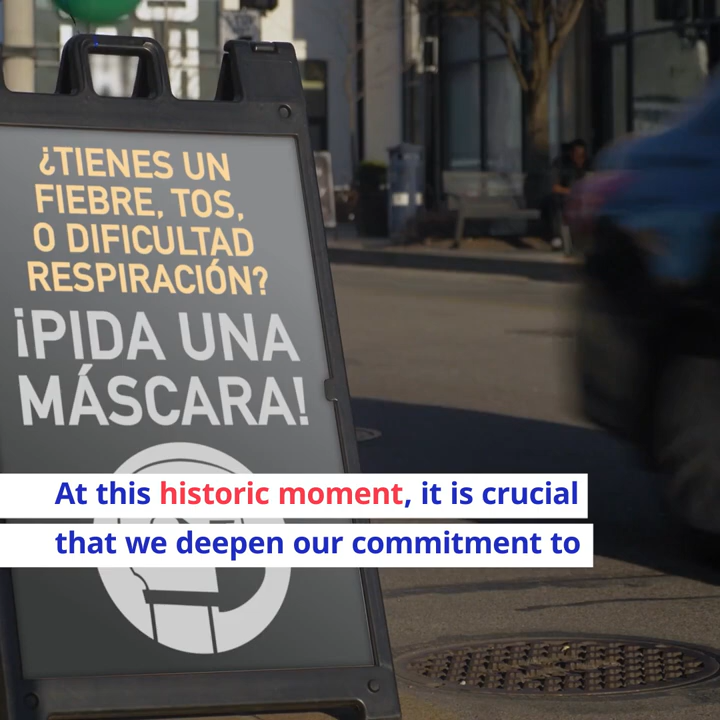 ¿TIENES UN
FIEBRE, TOS,
O DIFICULTAD
RESPIRACIÓN?
¡PIDA UNA
MÁSCARA!
At this historic moment, it is crucial
that we deepen our commitment to